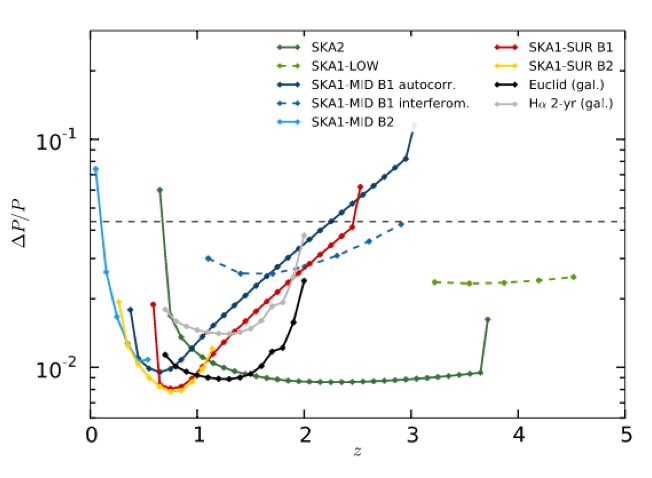 SKA2
SKA1-LOW
SKA1-MID B1 autocorr.
SKA1-MID B1 interferom.
SKA1-MID B2
SKA1-SUR B1
SKA1-SUR B2
Euclid (gal.)
Hα 2-yr (gal.)
10⁻¹
ΔP/P
10⁻²
0 1 2 3 4 5
z